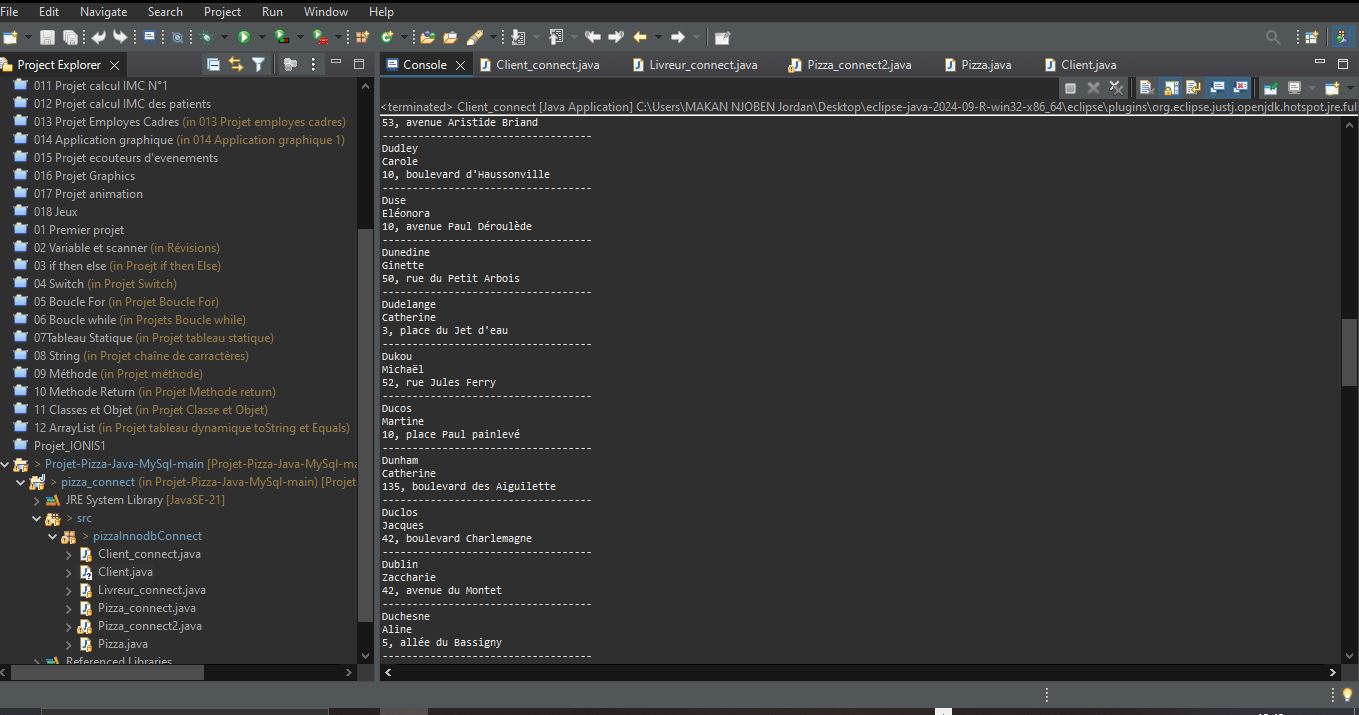 File Edit Navigate Search Project Run Window Help
Project Explorer
011 Projet calcul IMC N°1
012 Projet calcul IMC des patients
013 Projet Employes Cadres (in 013 Projet employes cadres)
014 Application graphique (in 014 Application graphique 1)
015 Projet ecouteurs d'evenements
016 Projet Graphics
017 Projet animation
018 Jeux
01 Premier projet
02 Variable et scanner (in Révisions)
03 if then else (in Proejt if then Else)
04 Switch (in Projet Switch)
05 Boucle For (in Projet Boucle For)
06 Boucle while (in Projets Boucle while)
07Tableau Statique (in Projet tableau statique)
08 String (in Projet chaîne de carractères)
09 Méthode (in Projet méthode)
10 Methode Return (in Projet Methode return)
11 Classes et Objet (in Projet Classe et Objet)
12 ArrayList (in Projet tableau dynamique toString et Equals)
Projet_IONIS1
> Projet-Pizza-Java-MySql-main [Projet-Pizza-Java-MySql-ma
> pizza_connect (in Projet-Pizza-Java-MySql-main) [Projet
JRE System Library [JavaSE-21]
> src
> pizzaInnodbConnect
Client_connect.java
Client.java
Livreur_connect.java
Pizza_connect.java
Pizza_connect2.java
Pizza.java
Referenced Libraries
Console Client_connect.java Livreur_connect.java Pizza_connect2.java Pizza.java Client.java
<terminated> Client_connect [Java Application] C:\Users\MAKAN NJOBEN Jordan\Desktop\eclipse-java-2024-09-R-win32-x86_64\eclipse\plugins\org.eclipse.justj.openjdk.hotspot.jre.ful
53, avenue Aristide Briand
-----------------------------------
Dudley
Carole
10, boulevard d'Haussonville
-----------------------------------
Duse
Eléonora
10, avenue Paul Déroulède
-----------------------------------
Dunedine
Ginette
50, rue du Petit Arbois
-----------------------------------
Dudelange
Catherine
3, place du Jet d'eau
-----------------------------------
Dukou
Michaël
52, rue Jules Ferry
-----------------------------------
Ducos
Martine
10, place Paul painlevé
-----------------------------------
Dunham
Catherine
135, boulevard des Aiguilette
-----------------------------------
Duclos
Jacques
42, boulevard Charlemagne
-----------------------------------
Dublin
Zaccharie
42, avenue du Montet
-----------------------------------
Duchesne
Aline
5, allée du Bassigny
-----------------------------------